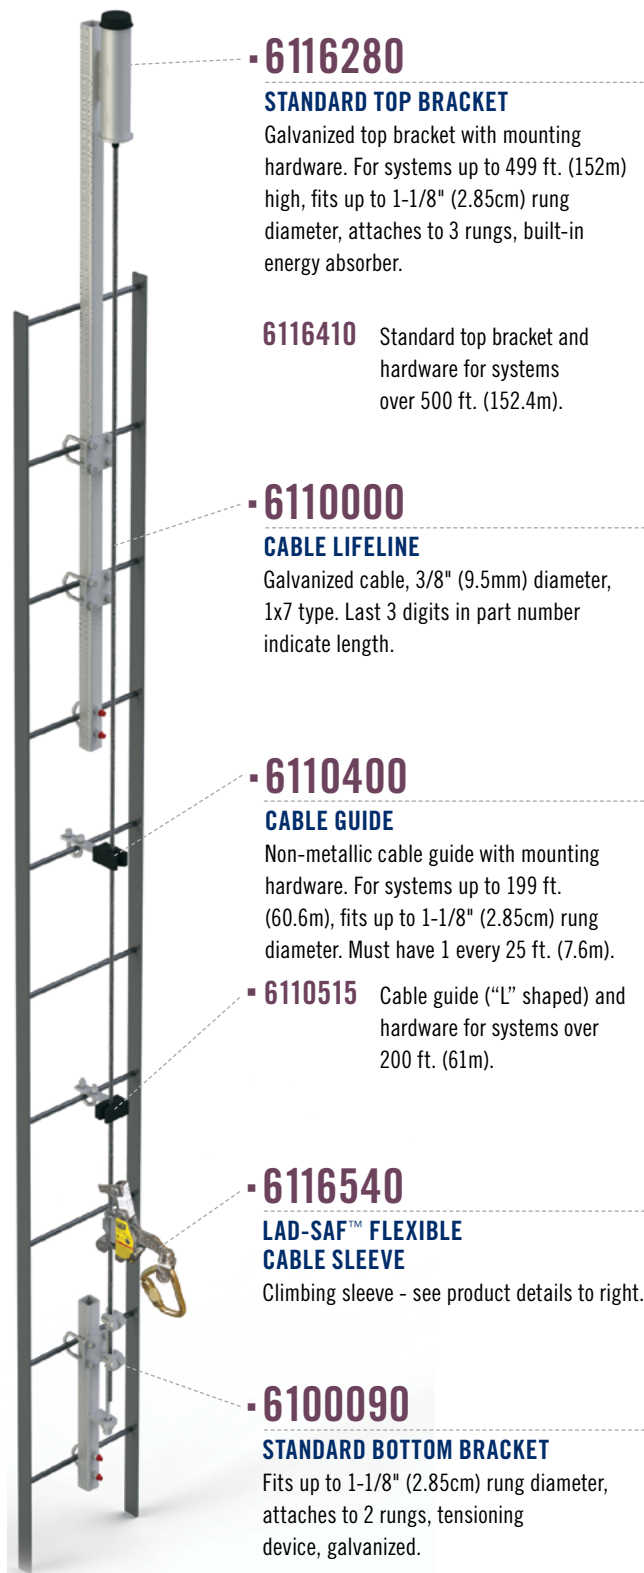 6116280
STANDARD TOP BRACKET
Galvanized top bracket with mounting
hardware. For systems up to 499 ft. (152m)
high, fits up to 1-1/8" (2.85cm) rung
diameter, attaches to 3 rungs, built-in
energy absorber.
6116410 Standard top bracket and
hardware for systems
over 500 ft. (152.4m).
6110000
CABLE LIFELINE
Galvanized cable, 3/8" (9.5mm) diameter,
1x7 type. Last 3 digits in part number
indicate length.
6110400
CABLE GUIDE
Non-metallic cable guide with mounting
hardware. For systems up to 199 ft.
(60.6m), fits up to 1-1/8" (2.85cm) rung
diameter. Must have 1 every 25 ft. (7.6m).
6110515 Cable guide (“L” shaped) and
hardware for systems over
200 ft. (61m).
6116540
LAD-SAF™ FLEXIBLE
CABLE SLEEVE
Climbing sleeve - see product details to right.
6100090
STANDARD BOTTOM BRACKET
Fits up to 1-1/8" (2.85cm) rung diameter,
attaches to 2 rungs, tensioning
device, galvanized.